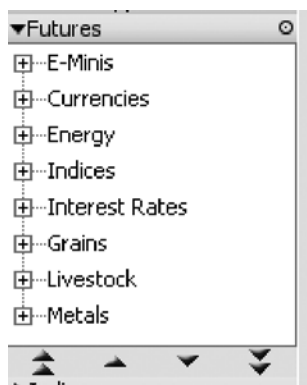 Futures
E-Minis
Currencies
Energy
Indices
Interest Rates
Grains
Livestock
Metals